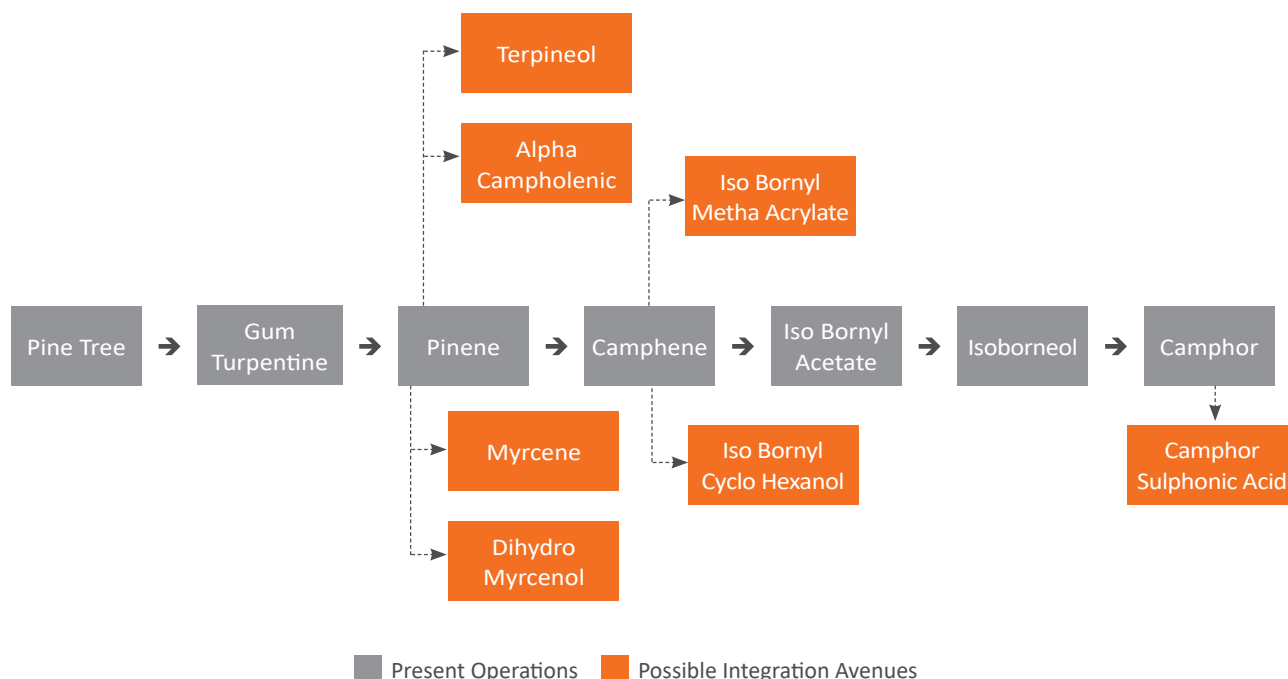 Terpineol
Alpha
Campholenic
Iso Bornyl
Metha Acrylate
Pine Tree
Gum
Turpentine
Pinene
Camphene
Iso Bornyl
Acetate
Isoborneol
Camphor
Myrcene
Iso Bornyl
Cyclo Hexanol
Camphor
Sulphonic Acid
Dihydro
Myrcenol
Present Operations
Possible Integration Avenues